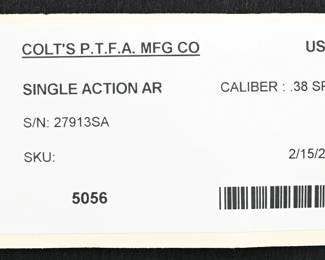 COLT'S P.T.F.A. MFG CO US
SINGLE ACTION AR CALIBER : .38 SP
S/N: 27913SA
SKU: 2/15/2
5056